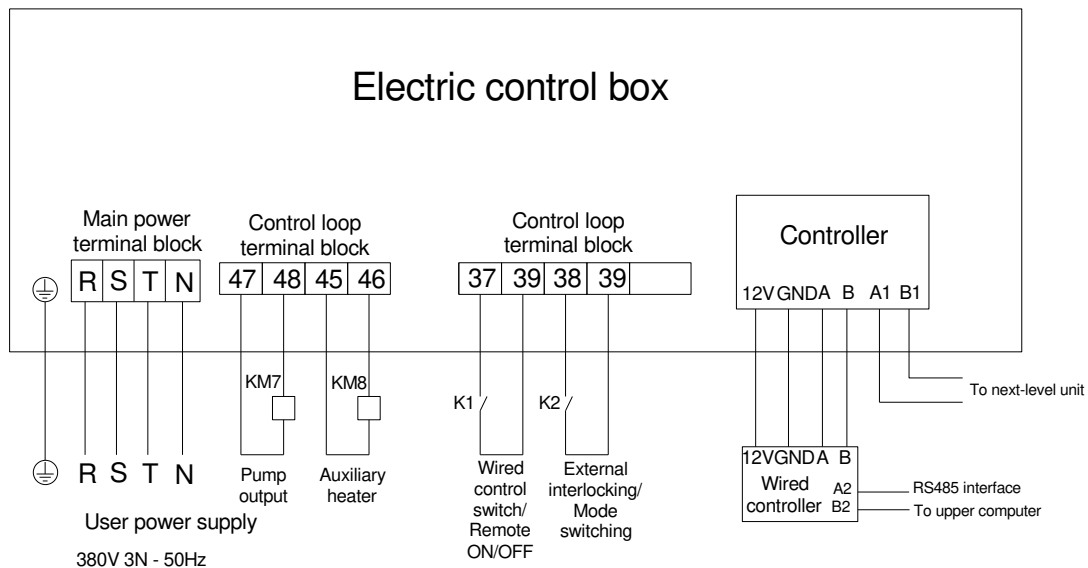 Electric control box
Main power
terminal block
R S T N
Control loop
terminal block
47 48 45 46
Control loop
terminal block
37 39 38 39
Controller
12V GND A B A1 B1
KM7
KM8
K1
K2
To next-level unit
R S T N
User power supply
380V 3N - 50Hz
Pump
output
Auxiliary
heater
Wired
control
switch/
Remote
ON/OFF
External
interlocking/
Mode
switching
12V GND A B
Wired
controller
A2
B2
RS485 interface
To upper computer